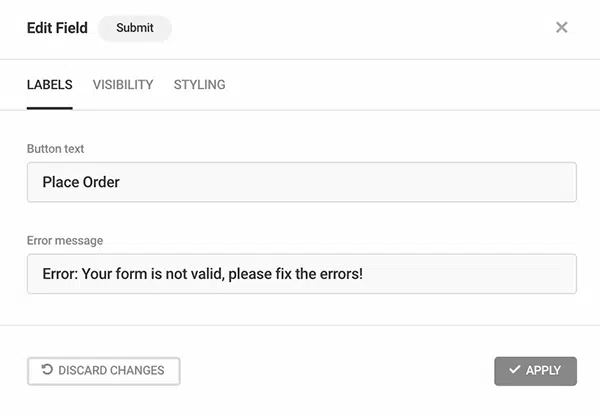 Edit Field Submit
LABELS VISIBILITY STYLING
Button text
Place Order
Error message
Error: Your form is not valid, please fix the errors!
DISCARD CHANGES APPLY